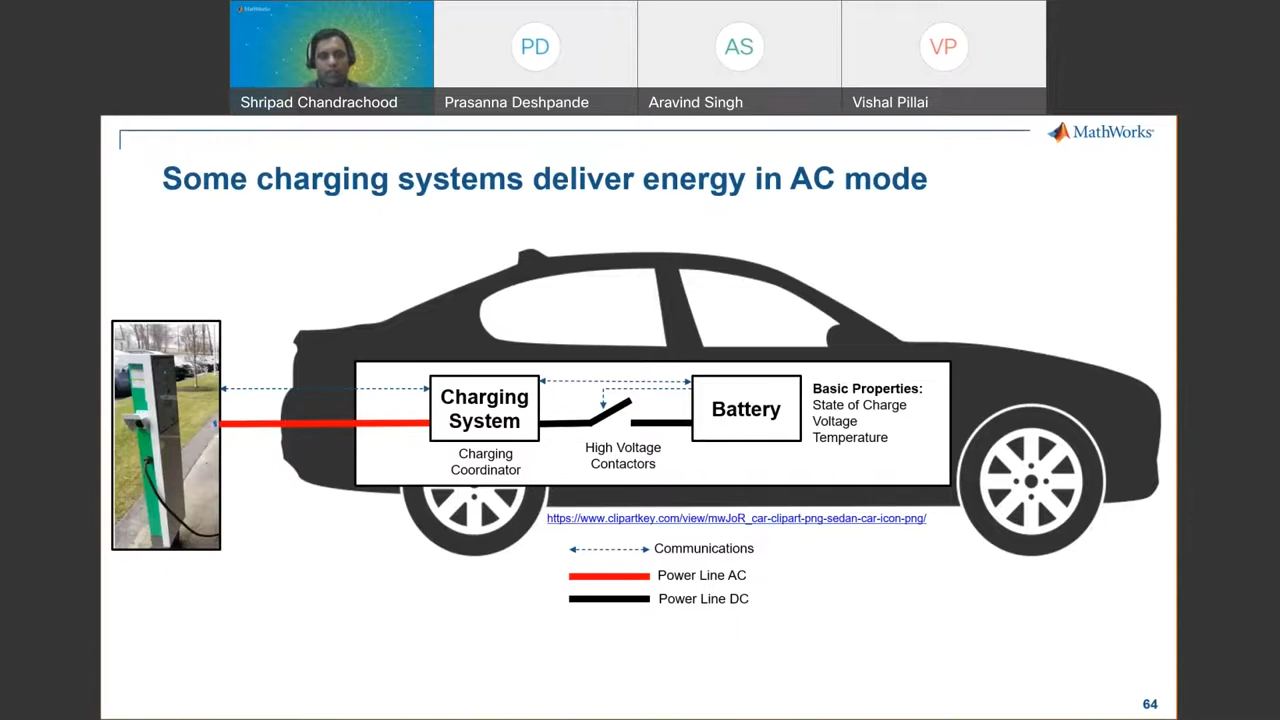 MathWorks
PD
AS
VP
Shripad Chandrachood
Prasanna Deshpande
Aravind Singh
Vishal Pillai
MathWorks
Some charging systems deliver energy in AC mode
Charging
System
Charging
Coordinator
High Voltage
Contactors
Battery
Basic Properties:
State of Charge
Voltage
Temperature
https://www.clipartkey.com/view/mwJoR_car-clipart-png-sedan-car-icon-png/
Communications
Power Line AC
Power Line DC
64